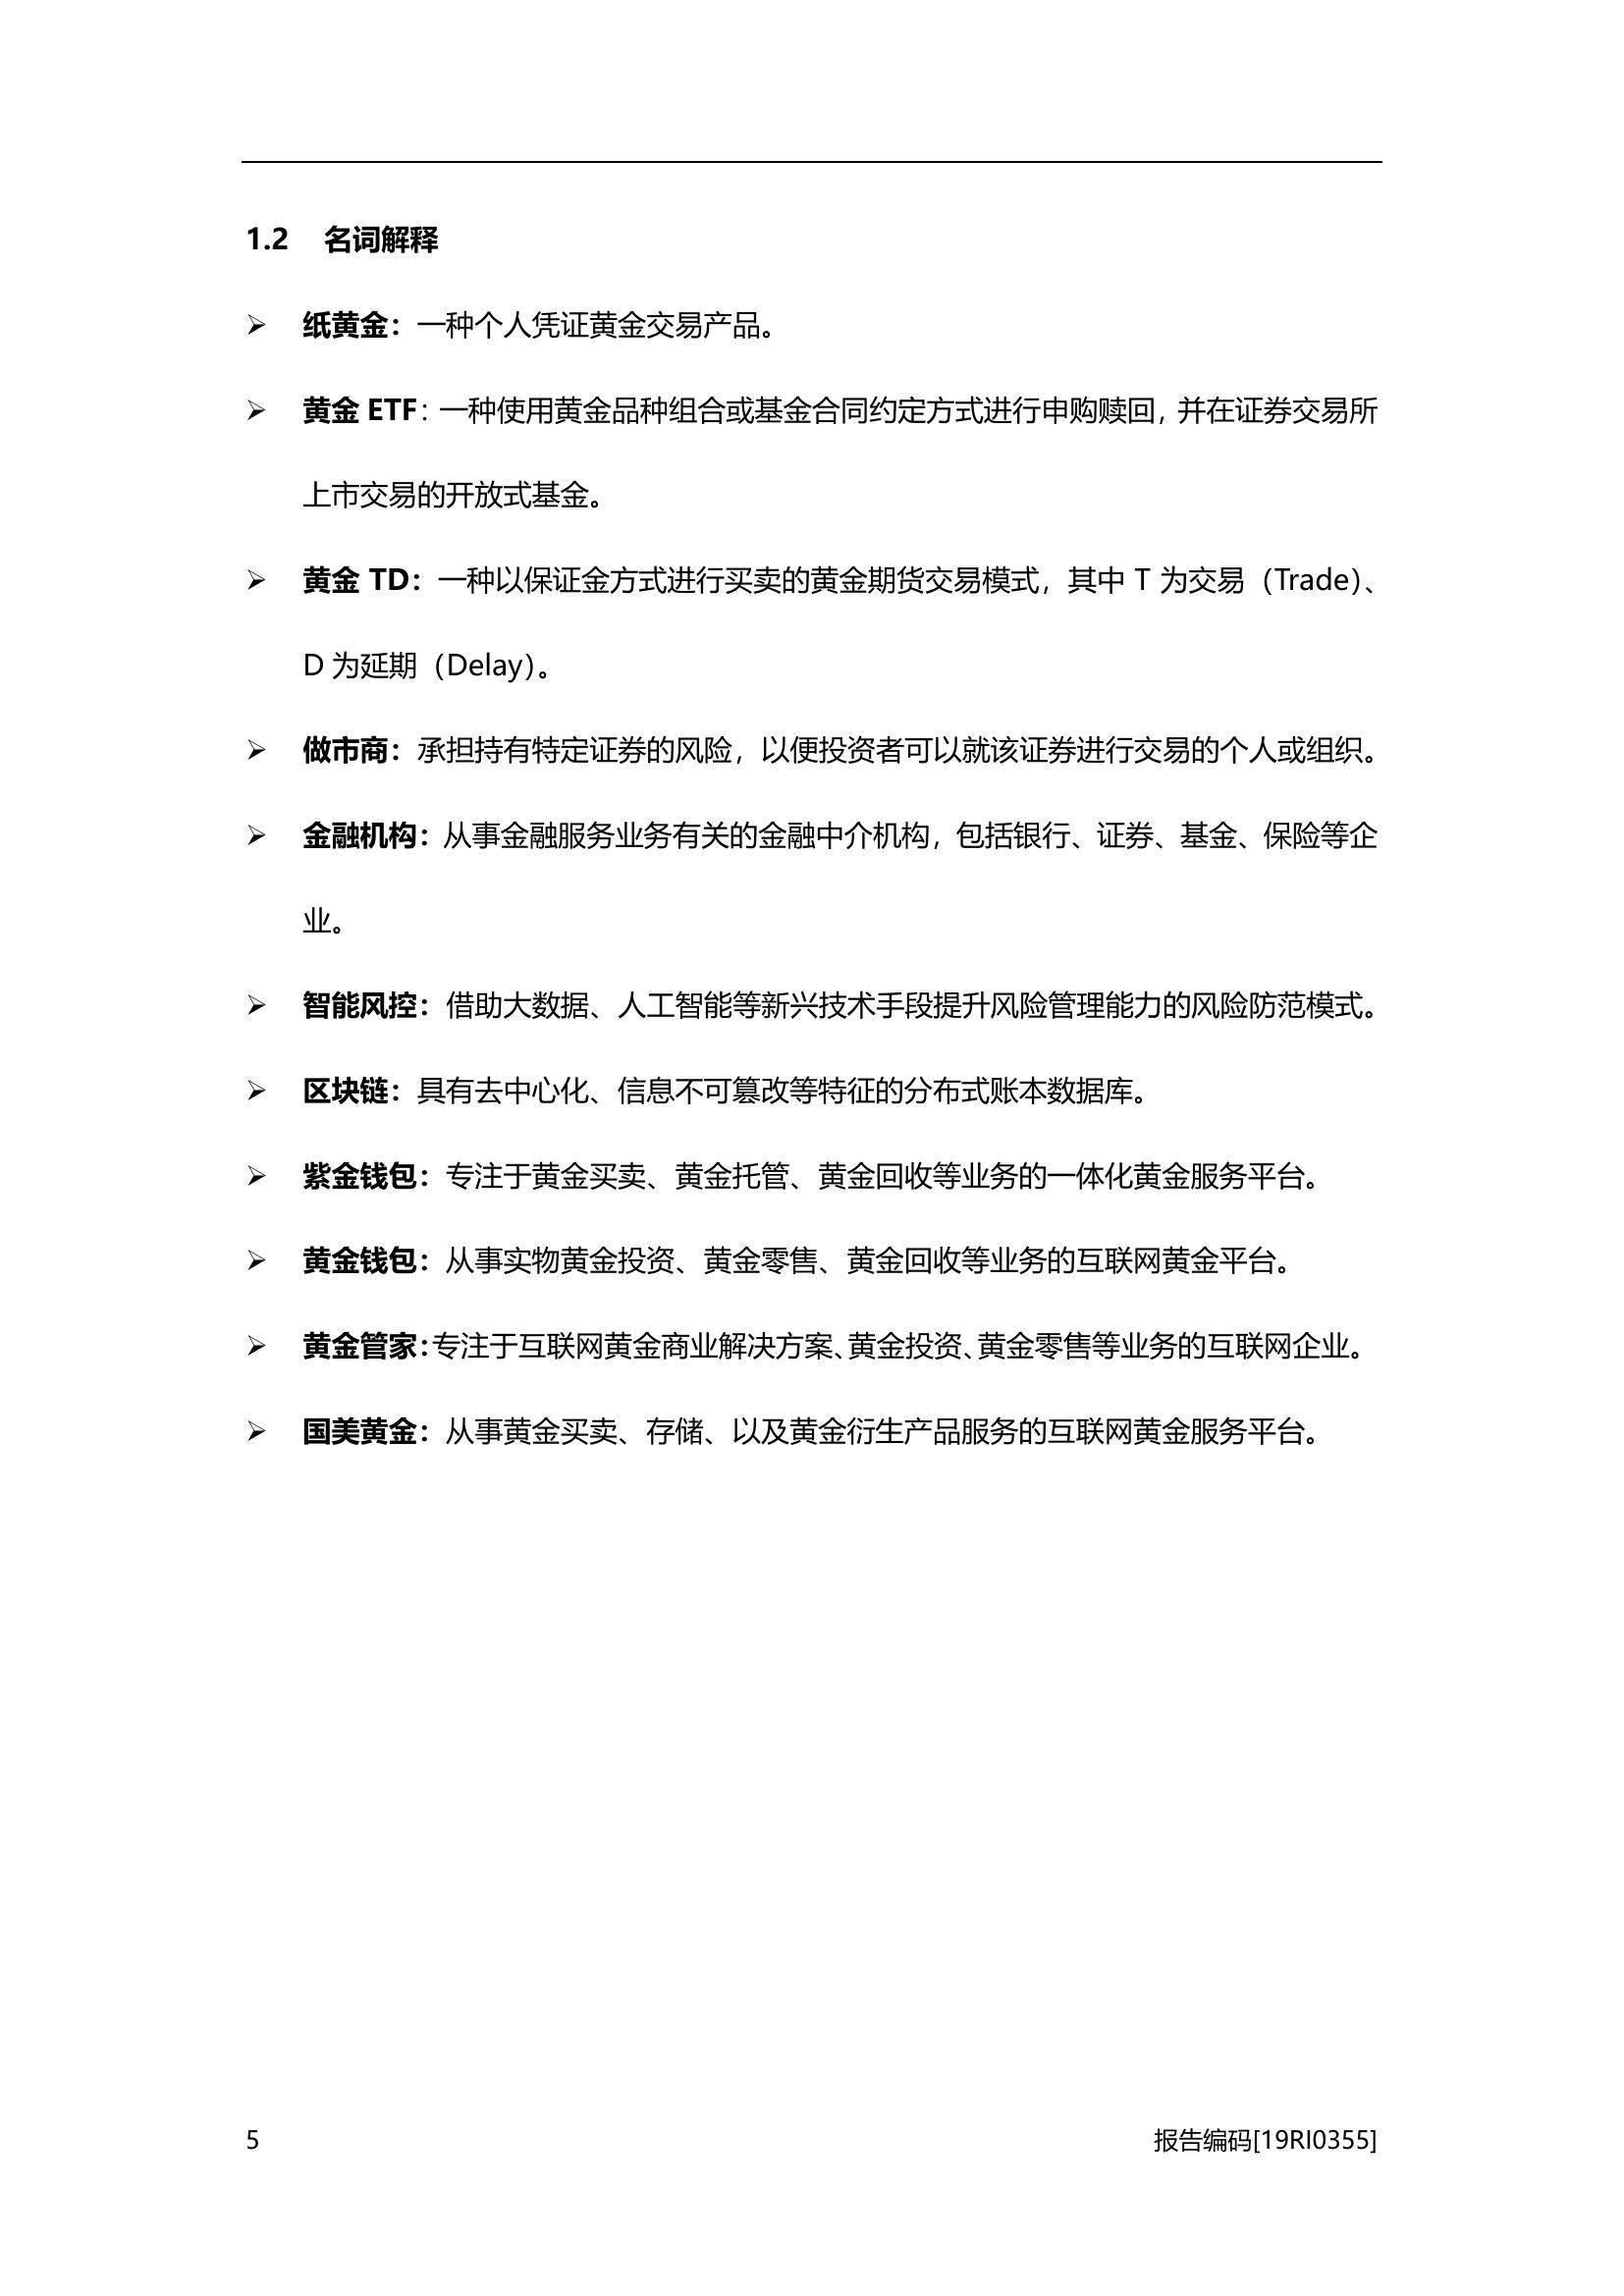 1.2 名词解释
➢ 纸黄金：一种个人凭证黄金交易产品。
➢ 黄金 ETF：一种使用黄金品种组合或基金合同约定方式进行申购赎回，并在证券交易所
上市交易的开放式基金。
➢ 黄金 TD：一种以保证金方式进行买卖的黄金期货交易模式，其中 T 为交易（Trade）、
D 为延期（Delay）。
➢ 做市商：承担持有特定证券的风险，以便投资者可以就该证券进行交易的个人或组织。
➢ 金融机构：从事金融服务业务有关的金融中介机构，包括银行、证券、基金、保险等企
业。
➢ 智能风控：借助大数据、人工智能等新兴技术手段提升风险管理能力的风险防范模式。
➢ 区块链：具有去中心化、信息不可篡改等特征的分布式账本数据库。
➢ 紫金钱包：专注于黄金买卖、黄金托管、黄金回收等业务的一体化黄金服务平台。
➢ 黄金钱包：从事实物黄金投资、黄金零售、黄金回收等业务的互联网黄金平台。
➢ 黄金管家：专注于互联网黄金商业解决方案、黄金投资、黄金零售等业务的互联网企业。
➢ 国美黄金：从事黄金买卖、存储、以及黄金衍生产品服务的互联网黄金服务平台。
5 报告编码[19RI0355]